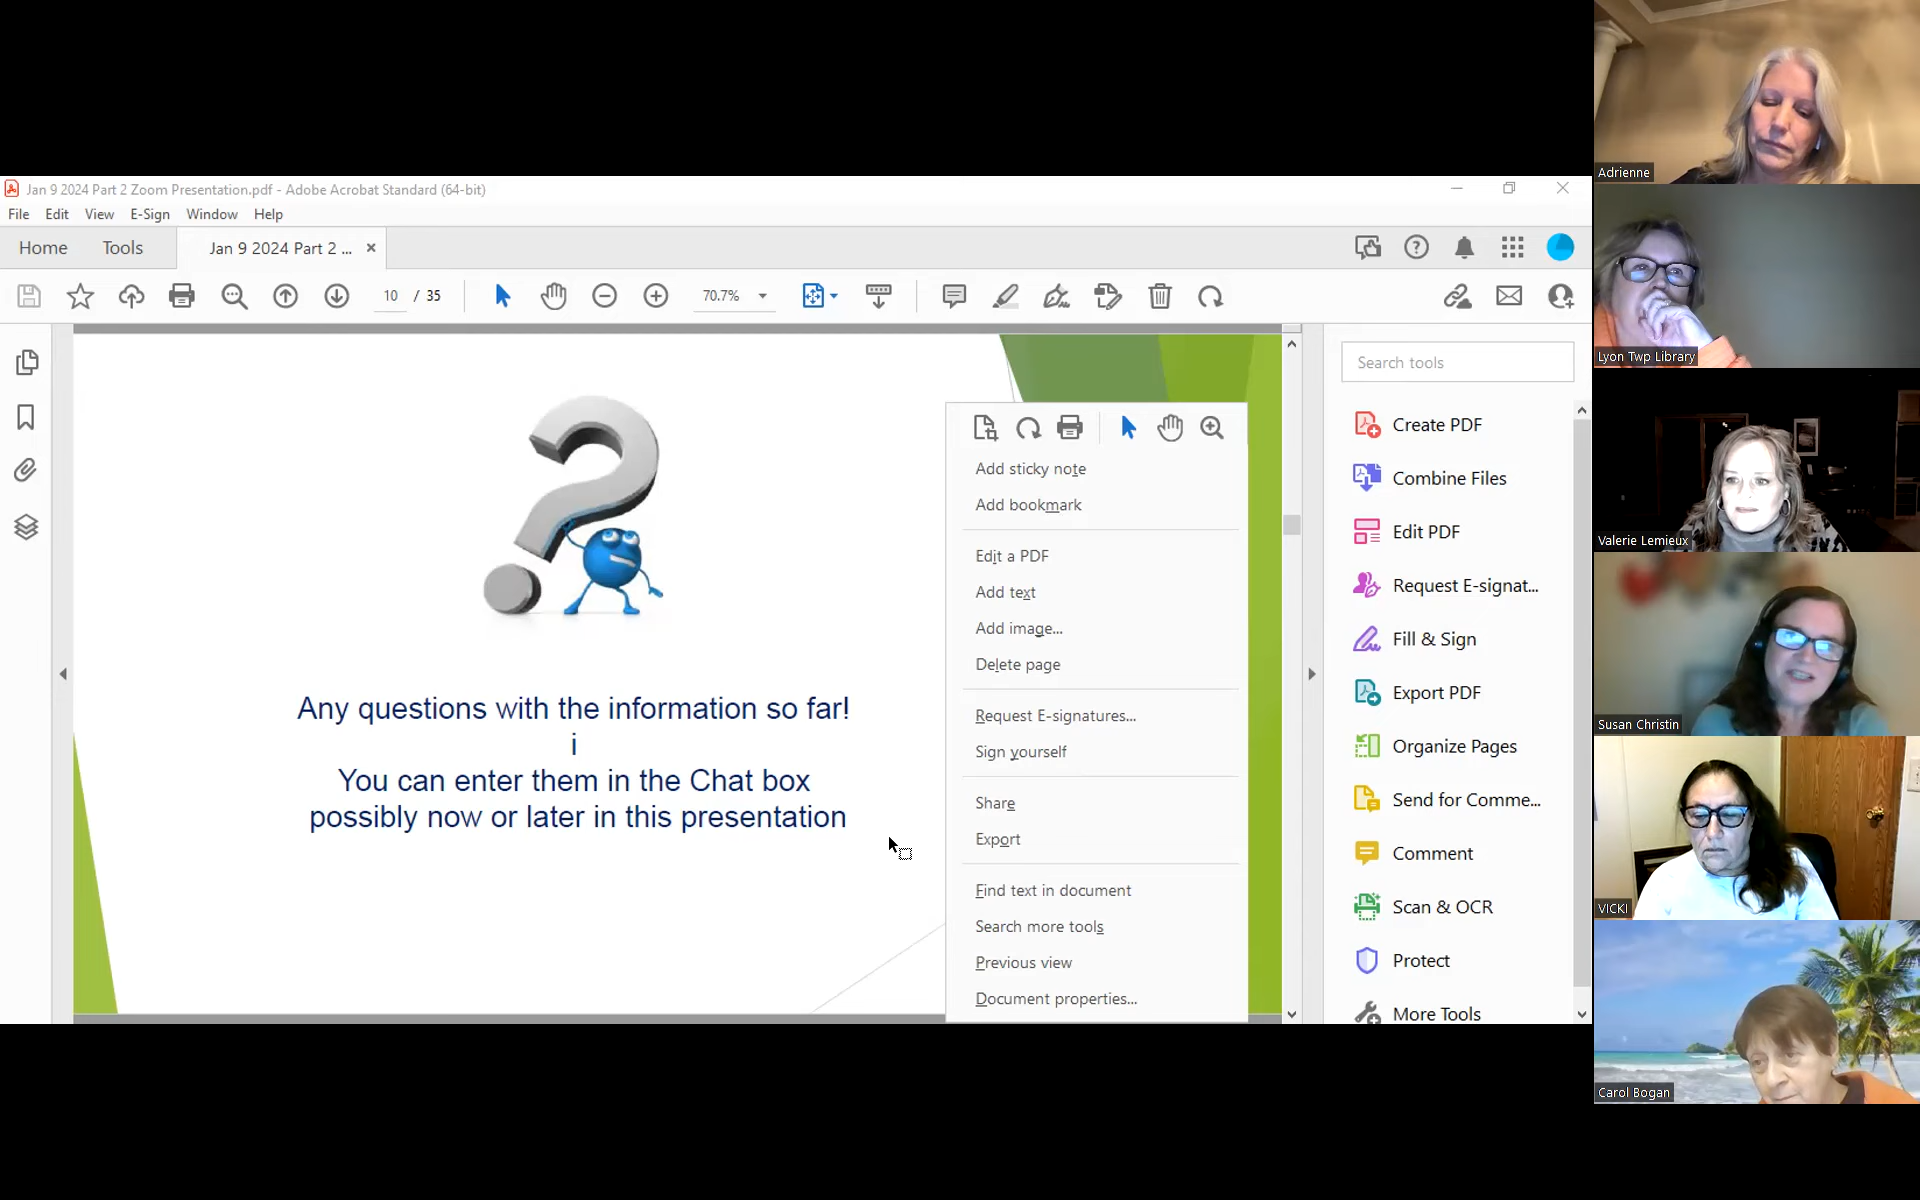 Jan 9 2024 Part 2 Zoom Presentation.pdf - Adobe Acrobat Standard (64-bit)
File Edit View E-Sign Window Help
Home Tools Jan 9 2024 Part 2 ...
10 / 35 70.7%
Any questions with the information so far!
i
You can enter them in the Chat box
possibly now or later in this presentation
Add sticky note
Add bookmark
Edit a PDF
Add text
Add image...
Delete page
Request E-signatures...
Sign yourself
Share
Export
Find text in document
Search more tools
Previous view
Document properties...
Search tools
Create PDF
Combine Files
Edit PDF
Request E-signat...
Fill & Sign
Export PDF
Organize Pages
Send for Comme...
Comment
Scan & OCR
Protect
More Tools
Adrienne
Lyon Twp Library
Valerie Lemieux
Susan Christin
VICKI
Carol Bogan